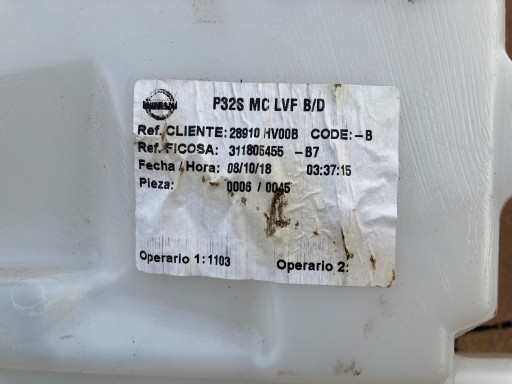 NISSAN
P32S MC LVF B/D
Ref. CLIENTE: 28910 HV00B CODE: -B
Ref. FICOSA: 311805455 -B7
Fecha / Hora: 08/10/18 03:37:15
Pieza: 0006 / 0045
Operario 1: 1103 Operario 2: